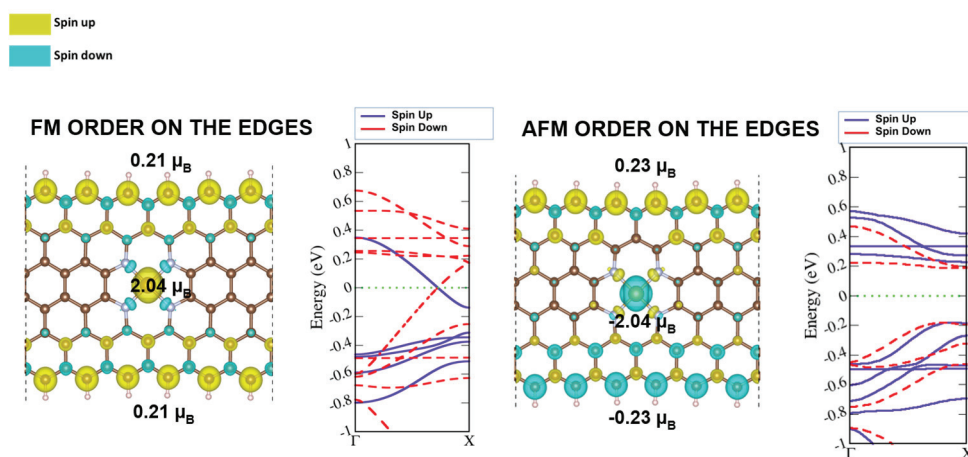 Spin up
Spin down
FM ORDER ON THE EDGES
0.21 μB
2.04 μB
0.21 μB
Spin Up
Spin Down
Energy (eV)
1
0.8
0.6
0.4
0.2
0
-0.2
-0.4
-0.6
-0.8
-1
Γ
X
AFM ORDER ON THE EDGES
0.23 μB
-2.04 μB
-0.23 μB
Spin Up
Spin Down
Energy (eV)
1
0.8
0.6
0.4
0.2
0
-0.2
-0.4
-0.6
-0.8
-1
Γ
X